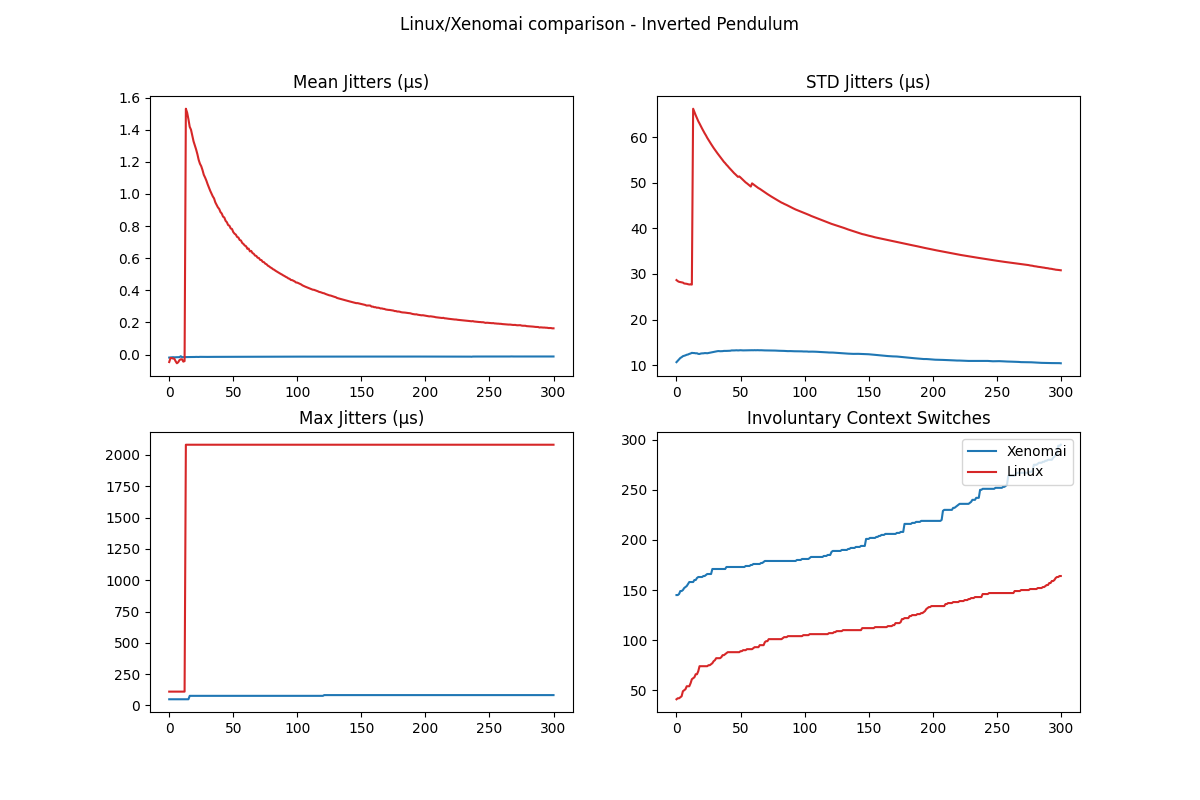 Linux/Xenomai comparison - Inverted Pendulum
Mean Jitters (µs)
1.6
1.4
1.2
1.0
0.8
0.6
0.4
0.2
0.0
0 50 100 150 200 250 300
STD Jitters (µs)
60
50
40
30
20
10
0 50 100 150 200 250 300
Max Jitters (µs)
2000
1750
1500
1250
1000
750
500
250
0
0 50 100 150 200 250 300
Involuntary Context Switches
300
250
200
150
100
50
0 50 100 150 200 250 300
Xenomai
Linux